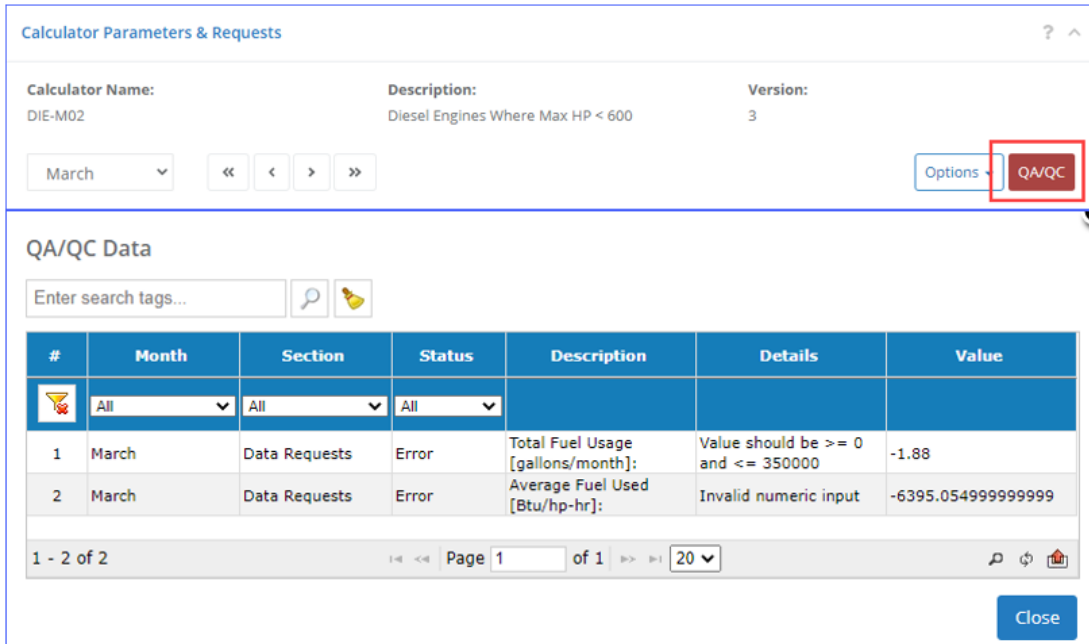 Calculator Parameters & Requests ?
Calculator Name: Description: Version:
DIE-M02 Diesel Engines Where Max HP < 600 3
March « < > » Options QA/QC
QA/QC Data
Enter search tags...
# Month Section Status Description Details Value
All All All
1 March Data Requests Error Total Fuel Usage [gallons/month]: Value should be >= 0 and <= 350000 -1.88
2 March Data Requests Error Average Fuel Used [Btu/hp-hr]: Invalid numeric input -6395.054999999999
1 - 2 of 2 Page 1 of 1 20
Close